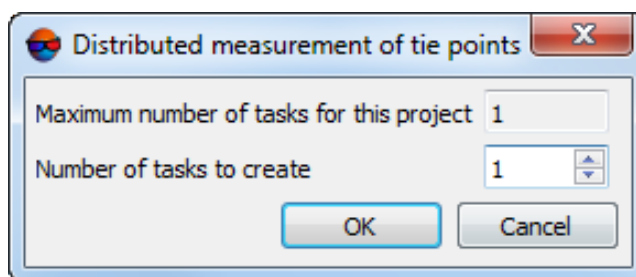 Distributed measurement of tie points
Maximum number of tasks for this project 1
Number of tasks to create 1
OK Cancel